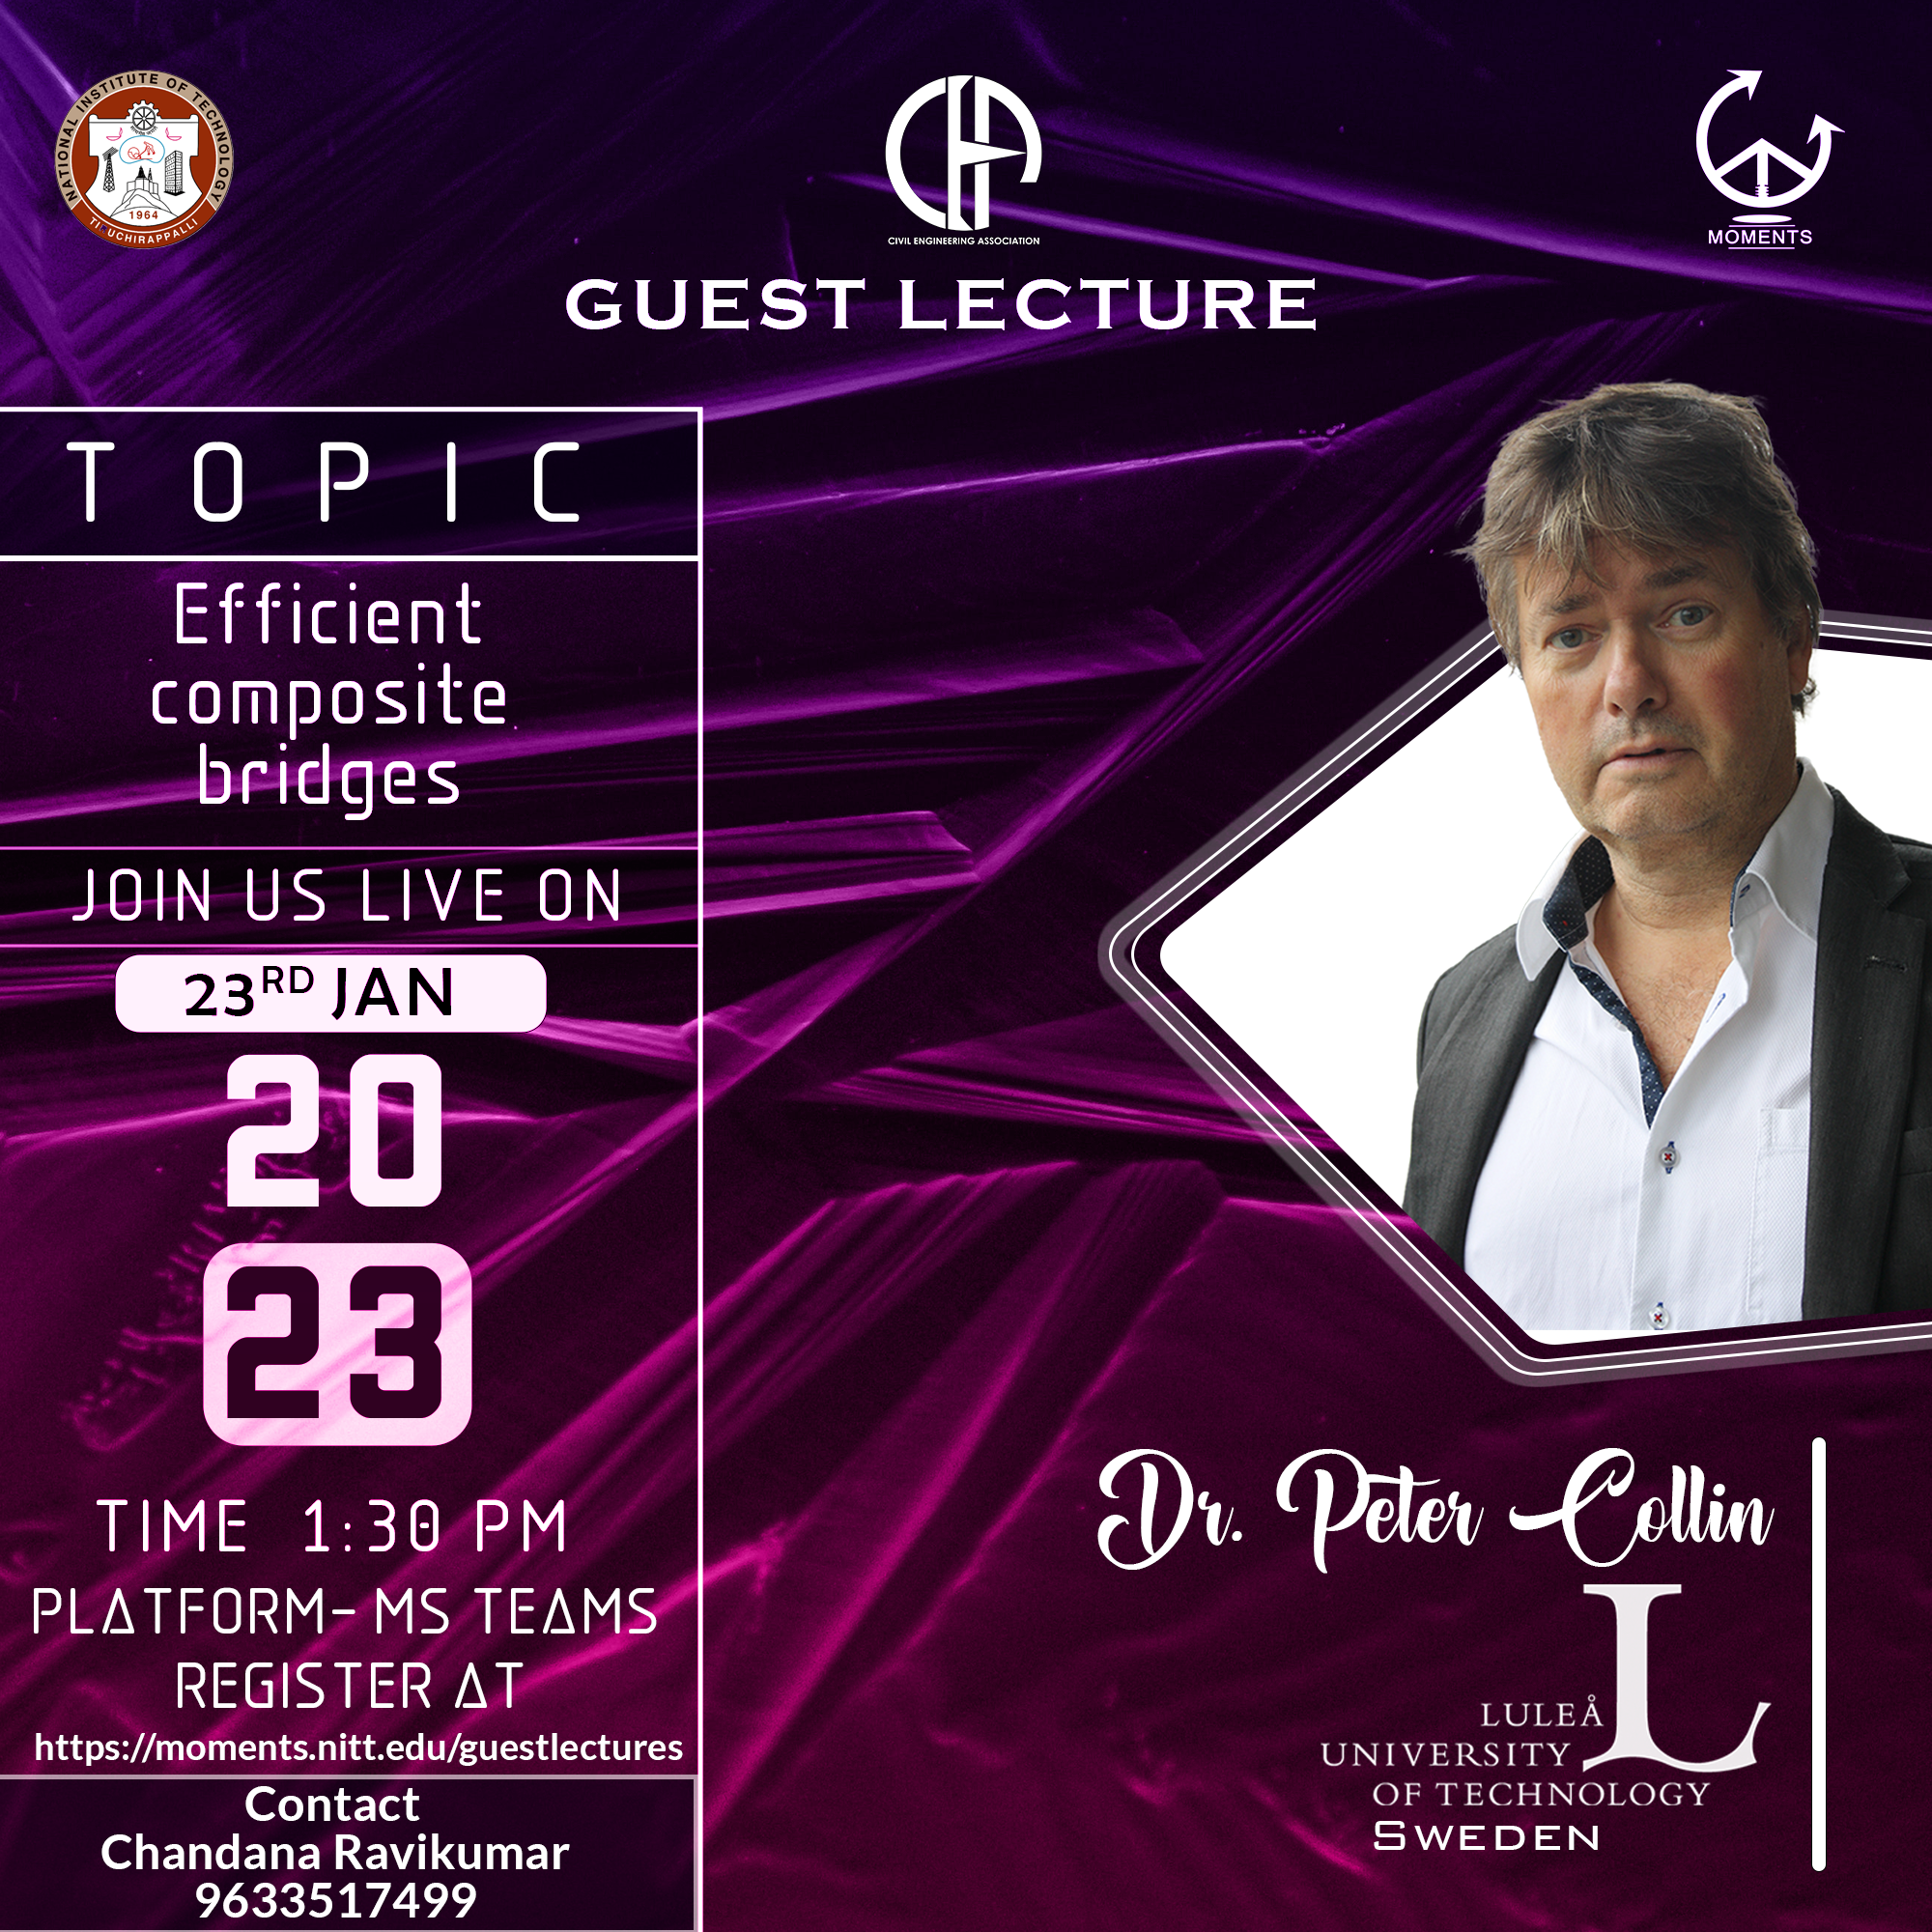 NATIONAL INSTITUTE OF TECHNOLOGY
1964
TIRUCHIRAPPALLI
CIVIL ENGINEERING ASSOCIATION
MOMENTS
GUEST LECTURE
TOPIC
Efficient
composite
bridges
JOIN US LIVE ON
23RD JAN
20
23
TIME 1:30 PM
PLATFORM- MS TEAMS
REGISTER AT
https://moments.nitt.edu/guestlectures
Contact
Chandana Ravikumar
9633517499
Dr. Peter Collin
L
LULEÅ
UNIVERSITY
OF TECHNOLOGY
SWEDEN